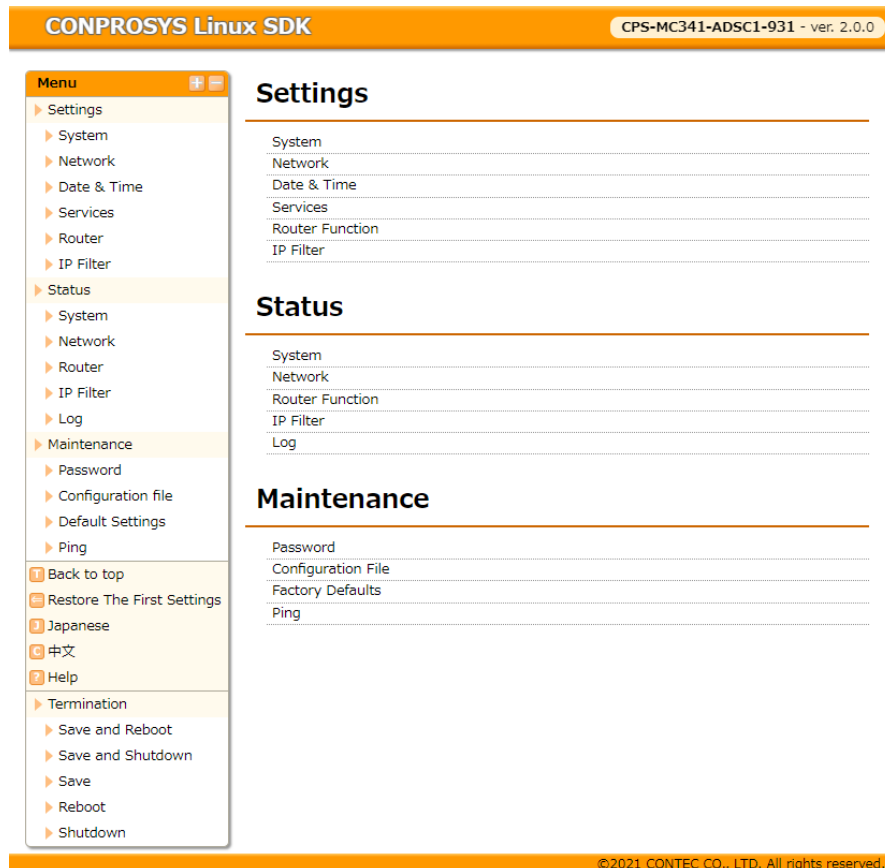 CONPROSYS Linux SDK
CPS-MC341-ADSC1-931 - ver. 2.0.0
Menu
Settings
System
Network
Date & Time
Services
Router
IP Filter
Status
System
Network
Router
IP Filter
Log
Maintenance
Password
Configuration file
Default Settings
Ping
T Back to top
Restore The First Settings
J Japanese
C 中文
? Help
Termination
Save and Reboot
Save and Shutdown
Save
Reboot
Shutdown
Settings
System
Network
Date & Time
Services
Router Function
IP Filter
Status
System
Network
Router Function
IP Filter
Log
Maintenance
Password
Configuration File
Factory Defaults
Ping
©2021 CONTEC CO., LTD. All rights reserved.